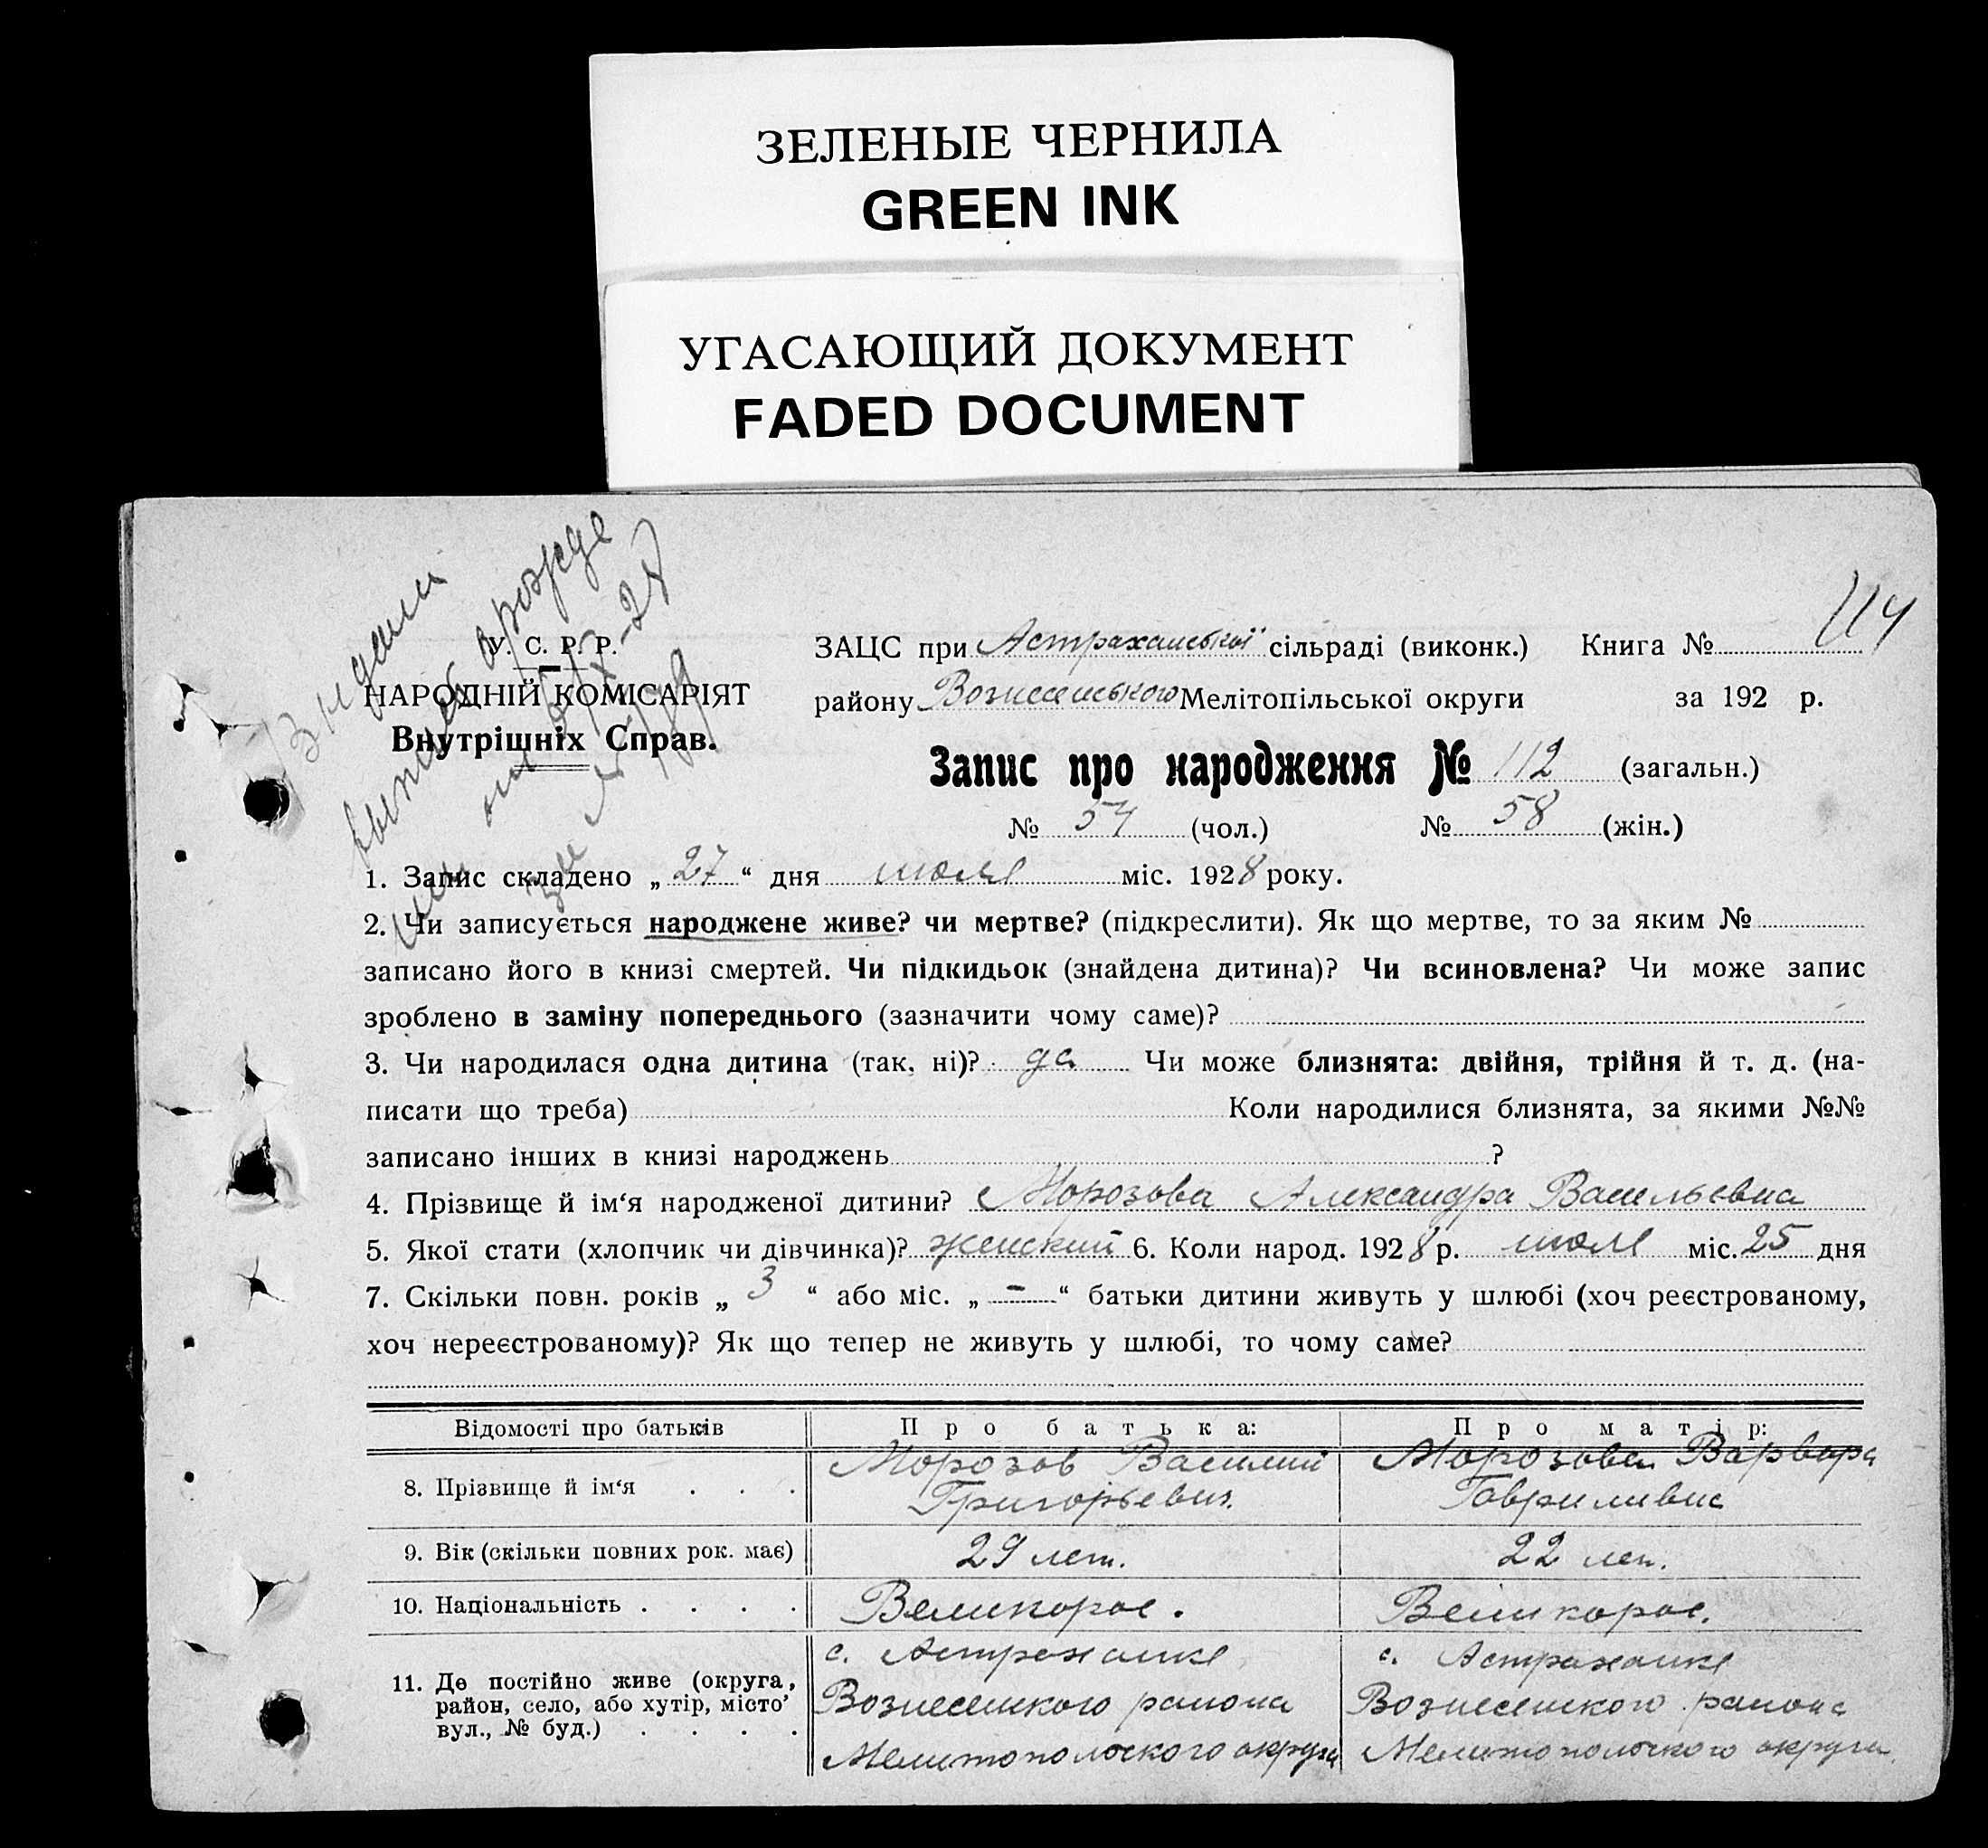 ЗЕЛЕНЫЕ ЧЕРНИЛА
GREEN INK
УГАСАЮЩИЙ ДОКУМЕНТ
FADED DOCUMENT
114
У. С. Р. Р.
НАРОДНІЙ КОМІСАРІЯТ
Внутрішніх Справ.
ЗАЦС при Астраханської сільраді (виконк.) Книга №
району Вознесенського Мелітопільської округи за 192 р.
Запис про народження № 112 (загальн.)
№ 54 (чол.) № 58 (жін.)
1. Запис складено „ 27 “ дня июля міс. 1928 року.
2. Чи записується народжене живе? чи мертве? (підкреслити). Як що мертве, то за яким №
записано його в книзі смертей. Чи підкидьок (знайдена дитина)? Чи всиновлена? Чи може запис
зроблено в заміну попереднього (зазначити чому саме)?
3. Чи народилася одна дитина (так, ні)? да Чи може близнята: двійня, трійня й т. д. (на-
писати що треба) Коли народилися близнята, за якими №№
записано інших в книзі народжень ?
4. Прізвище й ім‘я народженої дитини? Морозова Александра Васильевна
5. Якої стати (хлопчик чи дівчинка)? женский 6. Коли народ. 1928 р. июля міс. 25 дня
7. Скільки повн. років „ 3 “ або міс. „ - “ батьки дитини живуть у шлюбі (хоч реєстрованому,
хоч нереєстрованому)? Як що тепер не живуть у шлюбі, то чому саме?
Відомості про батьків Про батька: Про матір:
8. Прізвище й ім‘я . . . Морозов Василий Морозова Варвара
Григорьевич. Гавриливна
9. Вік (скільки повних рок. має) 29 лет. 22 лет.
10. Національність . . . . Великорос. Великорос.
11. Де постійно живе (округа, район, село, або хутір, місто’ вул., № буд.) . . . .
с. Астраханке с. Астраханке
Вознесенкого района Вознесенкого района
Мелитополского округа Мелитополского округа